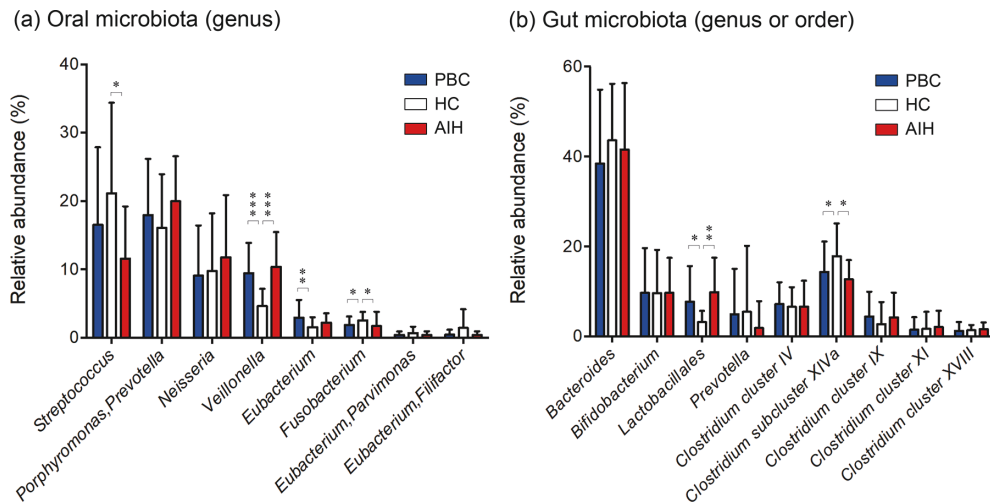 (a) Oral microbiota (genus)
Relative abundance (%)
40
30
20
10
0
PBC
HC
AIH
*
***
***
**
*
*
Streptococcus
Porphyromonas,Prevotella
Neisseria
Veillonella
Eubacterium
Fusobacterium
Eubacterium,Parvimonas
Eubacterium,Filifactor
(b) Gut microbiota (genus or order)
Relative abundance (%)
60
40
20
0
PBC
HC
AIH
*
**
*
*
Bacteroides
Bifidobacterium
Lactobacillales
Prevotella
Clostridium cluster IV
Clostridium subcluster XIVa
Clostridium cluster IX
Clostridium cluster XI
Clostridium cluster XVIII